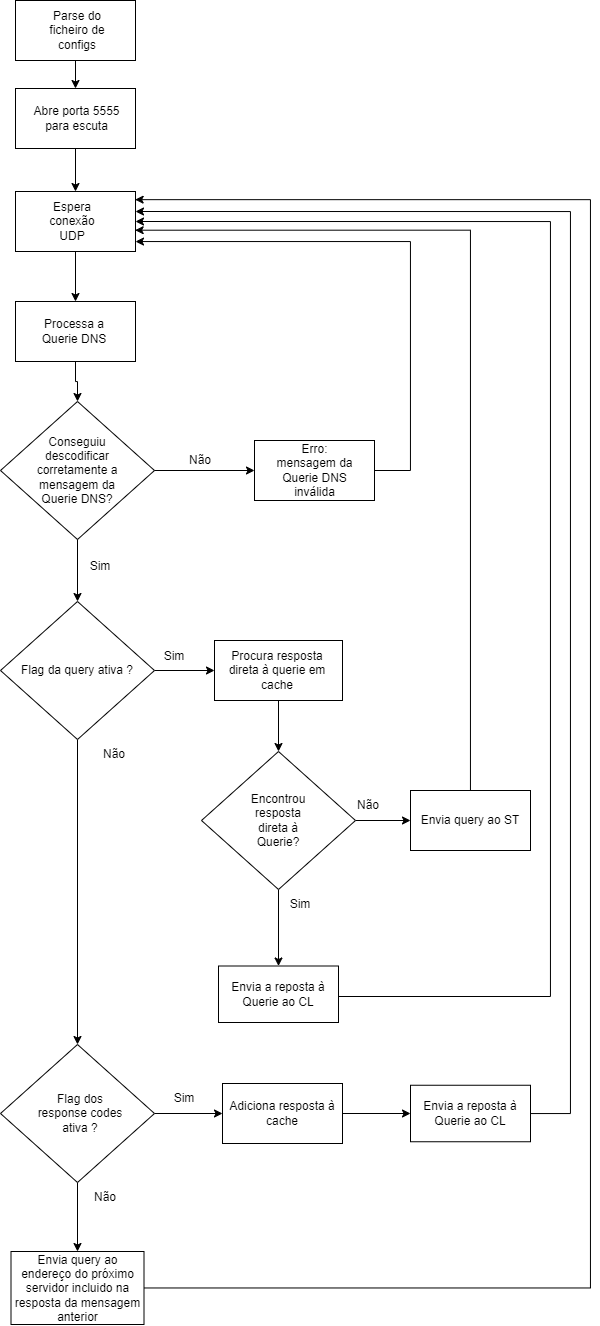 Parse do
ficheiro de
configs
Abre porta 5555
para escuta
Espera
conexão
UDP
Processa a
Querie DNS
Conseguiu
descodificar
corretamente a
mensagem da
Querie DNS?
Não
Erro:
mensagem da
Querie DNS
inválida
Sim
Flag da query ativa ?
Sim
Procura resposta
direta à querie em
cache
Não
Encontrou
resposta
direta à
Querie?
Não
Envia query ao ST
Sim
Envia a reposta à
Querie ao CL
Flag dos
response codes
ativa ?
Sim
Adiciona resposta à
cache
Envia a reposta à
Querie ao CL
Não
Envia query ao
endereço do próximo
servidor incluido na
resposta da mensagem
anterior